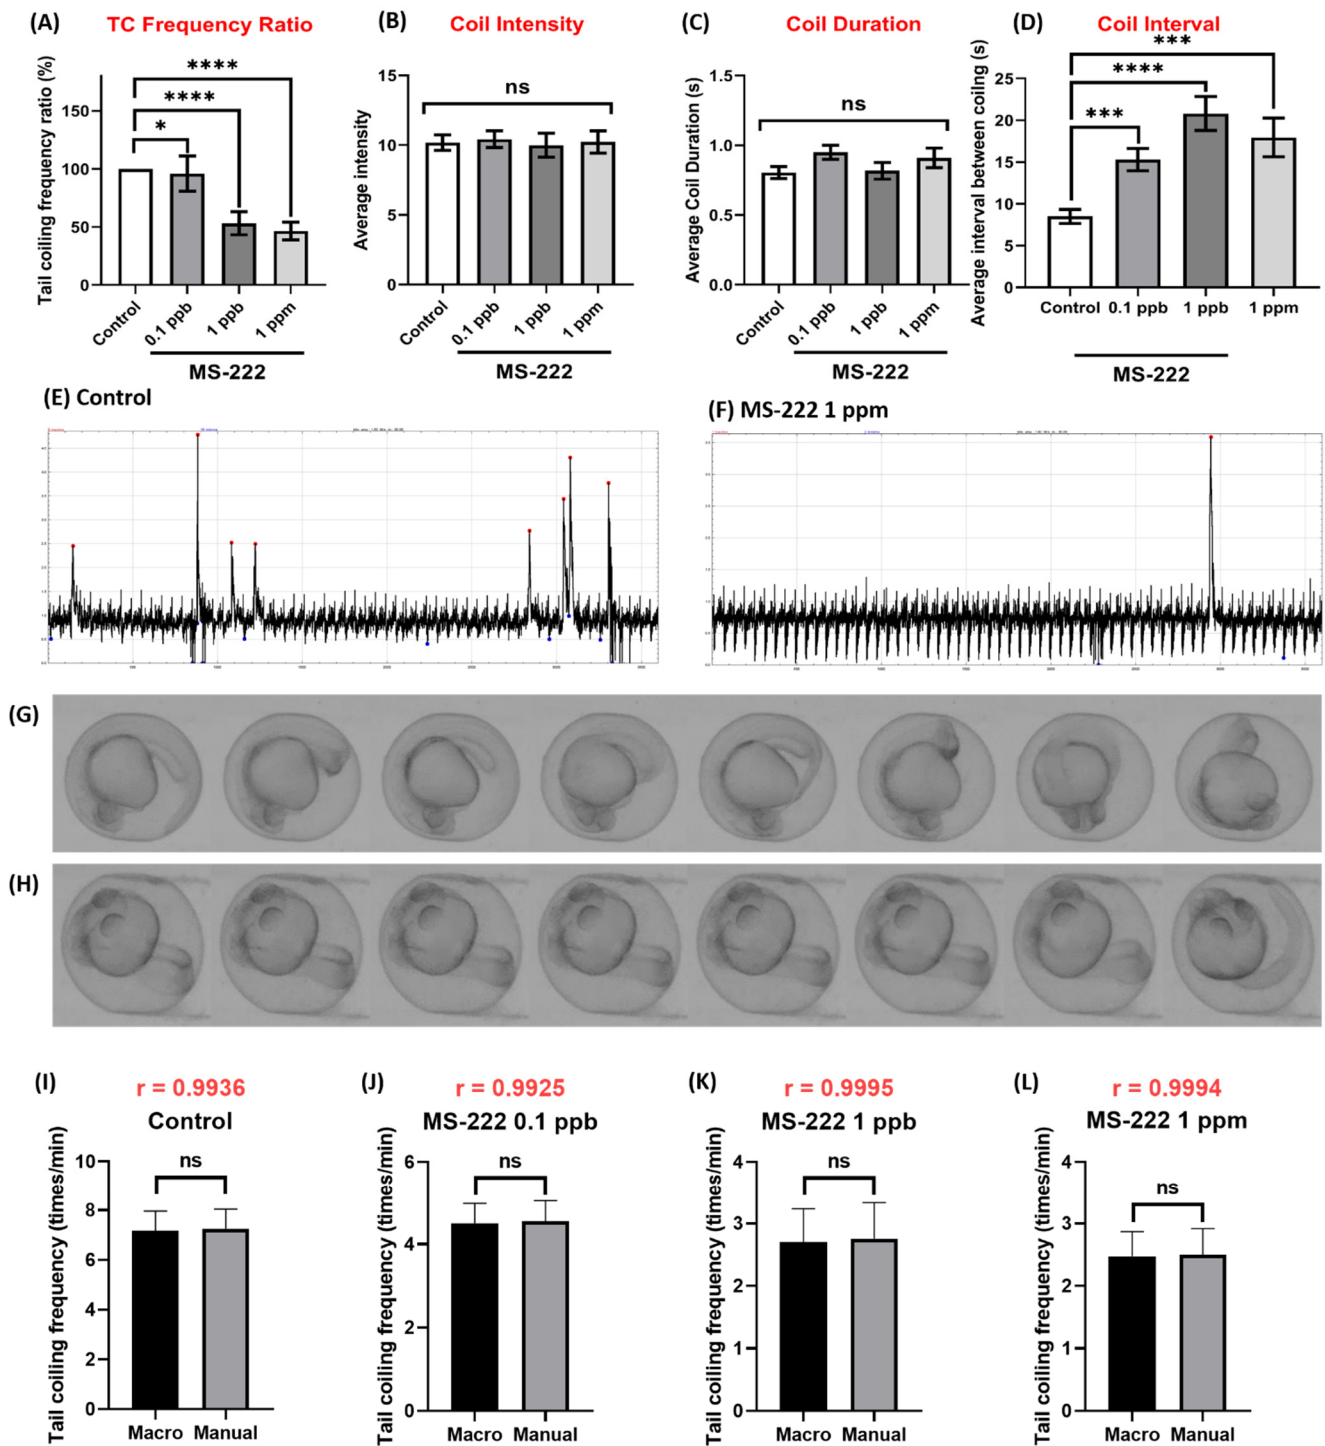 (A) TC Frequency Ratio
Tail coiling frequency ratio (%)
150
100
50
0
****
****
*
Control
0.1 ppb
1 ppb
1 ppm
MS-222
(B) Coil Intensity
Average intensity
15
10
5
0
ns
Control
0.1 ppb
1 ppb
1 ppm
MS-222
(C) Coil Duration
Average Coil Duration (s)
1.5
1.0
0.5
0.0
ns
Control
0.1 ppb
1 ppb
1 ppm
MS-222
(D) Coil Interval
Average interval between coilng (s)
25
20
15
10
5
0
***
****
***
Control
0.1 ppb
1 ppb
1 ppm
MS-222
(E) Control
(F) MS-222 1 ppm
(G)
(H)
(I) r = 0.9936
Control
Tail coiling frequency (times/min)
10
8
6
4
2
0
ns
Macro
Manual
(J) r = 0.9925
MS-222 0.1 ppb
Tail coiling frequency (times/min)
6
4
2
0
ns
Macro
Manual
(K) r = 0.9995
MS-222 1 ppb
Tail coiling frequency (times/min)
4
3
2
1
0
ns
Macro
Manual
(L) r = 0.9994
MS-222 1 ppm
Tail coiling frequency (times/min)
4
3
2
1
0
ns
Macro
Manual